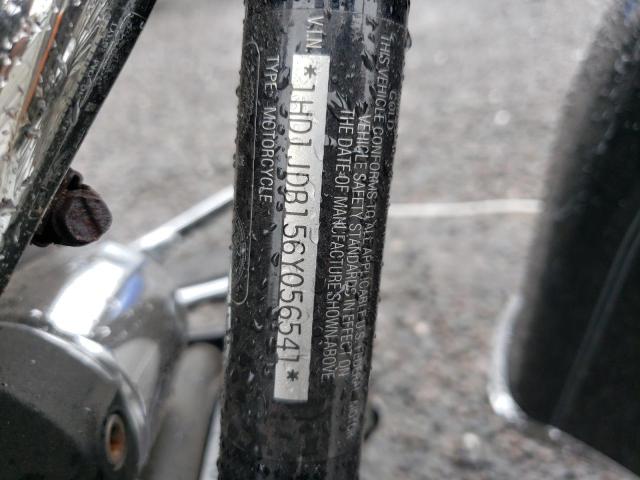 THIS VEHICLE CONFORMS TO ALL APPLICABLE U.S. FEDERAL MOTOR
VEHICLE SAFETY STANDARDS IN EFFECT ON
THE DATE OF MANUFACTURE SHOWN ABOVE
V.I.N. *1HD1JDB156Y056541*
TYPE: MOTORCYCLE